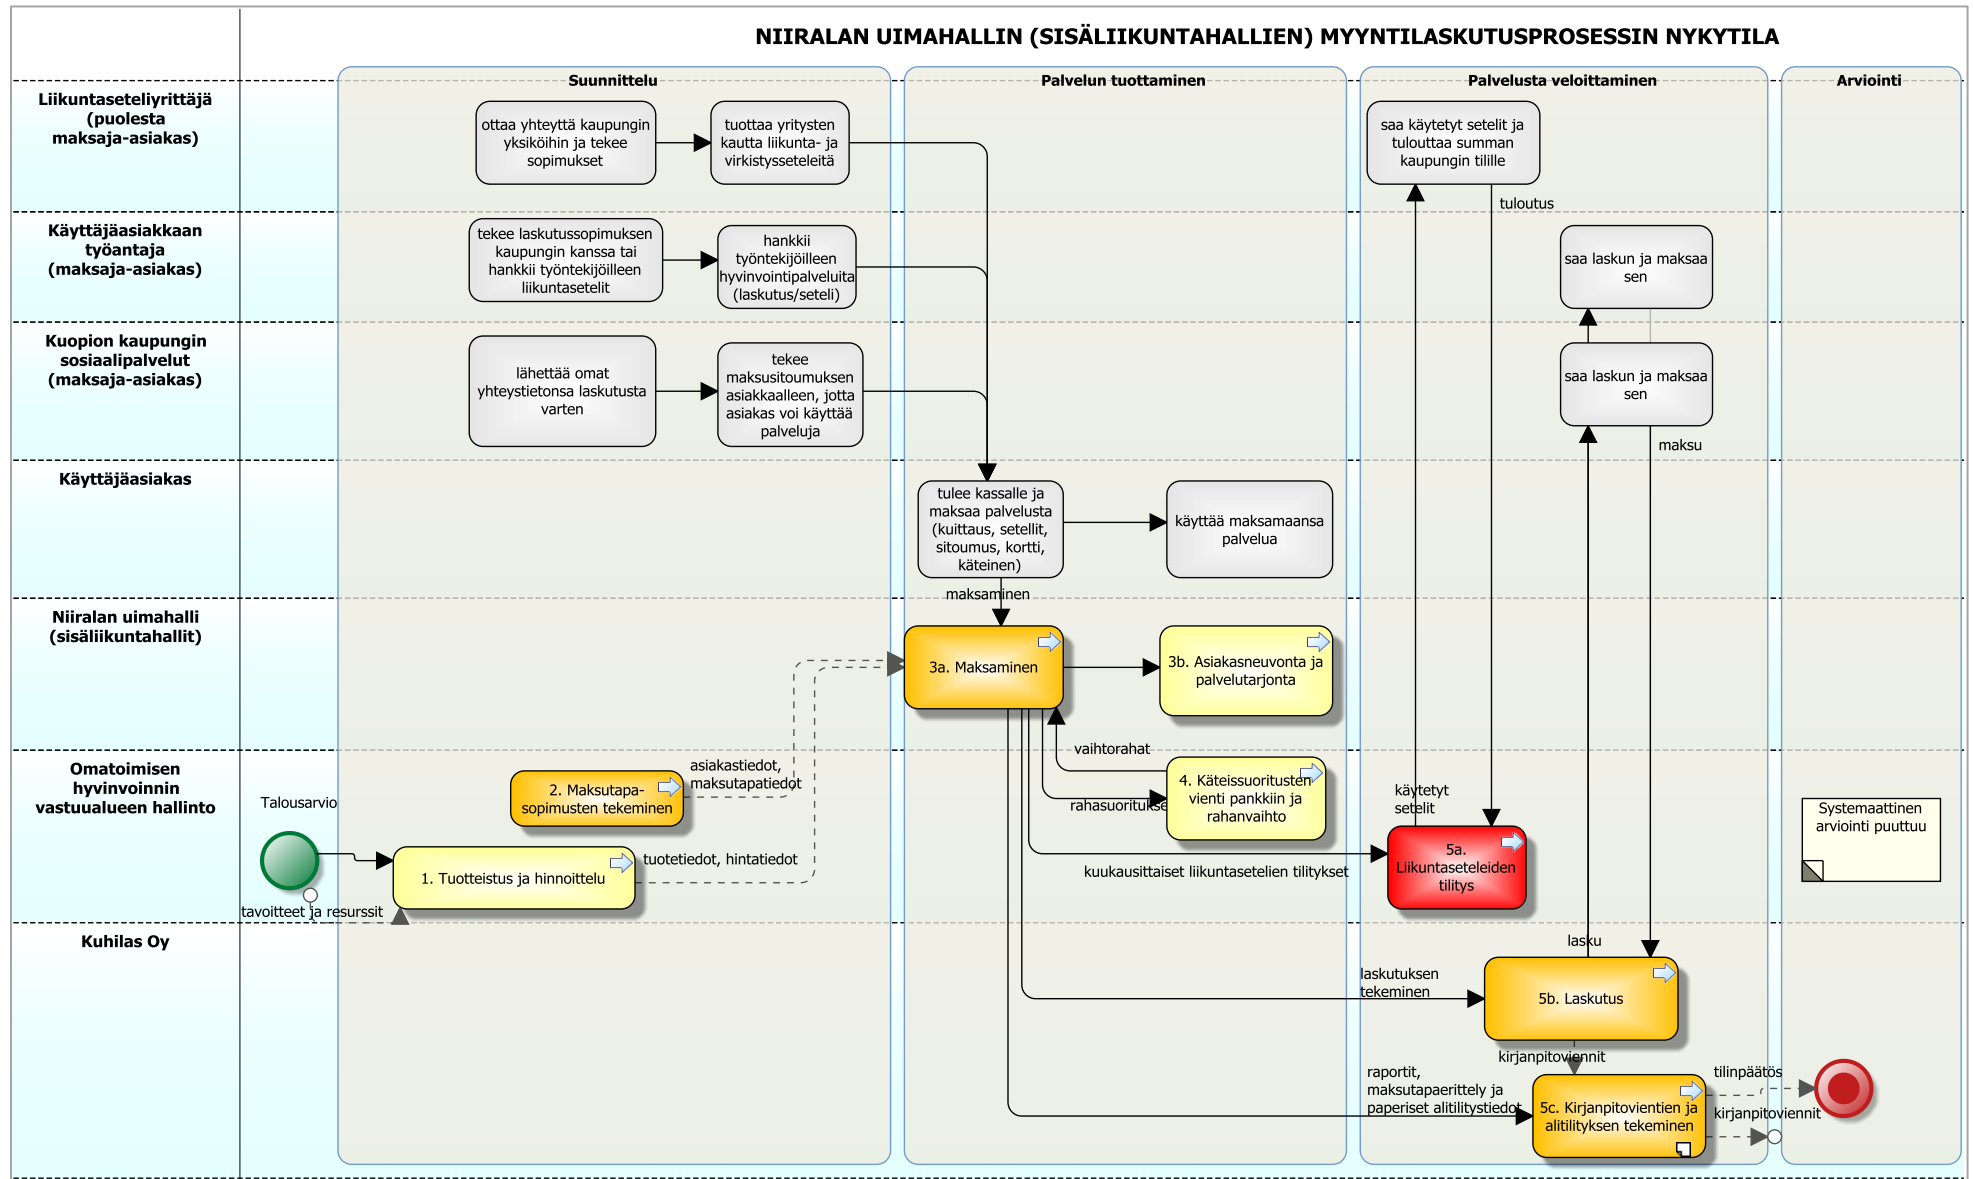 NIIRALAN UIMAHALLIN (SISÄLIIKUNTAHALLIEN) MYYNTILASKUTUSPROSESSIN NYKYTILA
Suunnittelu
Palvelun tuottaminen
Palvelusta veloittaminen
Arviointi
Liikuntaseteliyrittäjä
(puolesta
maksaja-asiakas)
ottaa yhteyttä kaupungin
yksiköihin ja tekee
sopimukset
tuottaa yritysten
kautta liikunta- ja
virkistysseteleitä
saa käytetyt setelit ja
tulouttaa summan
kaupungin tilille
tuloutus
Käyttäjäasiakkaan
työantaja
(maksaja-asiakas)
tekee laskutussopimuksen
kaupungin kanssa tai
hankkii työntekijöilleen
liikuntasetelit
hankkii
työntekijöilleen
hyvinvointipalveluita
(laskutus/seteli)
saa laskun ja maksaa
sen
Kuopion kaupungin
sosiaalipalvelut
(maksaja-asiakas)
lähettää omat
yhteystietonsa laskutusta
varten
tekee
maksusitoumuksen
asiakkaalleen, jotta
asiakas voi käyttää
palveluja
saa laskun ja maksaa
sen
maksu
Käyttäjäasiakas
tulee kassalle ja
maksaa palvelusta
(kuittaus, setellit,
sitoumus, kortti,
käteinen)
käyttää maksamaansa
palvelua
maksaminen
Niiralan uimahalli
(sisäliikuntahallit)
3a. Maksaminen
3b. Asiakasneuvonta ja
palvelutarjonta
Omatoimisen
hyvinvoinnin
vastuualueen hallinto
Talousarvio
2. Maksutapa-
sopimusten tekeminen
asiakastiedot,
maksutapatiedot
vaihtorahat
4. Käteissuoritusten
vienti pankkiin ja
rahanvaihto
rahasuoritukse
käytetyt
setelit
Systemaattinen
arviointi puuttuu
1. Tuotteistus ja hinnoittelu
tuotetiedot, hintatiedot
kuukausittaiset liikuntasetelien tilitykset
5a.
Liikuntaseteleiden
tilitys
tavoitteet ja resurssit
Kuhilas Oy
lasku
laskutuksen
tekeminen
5b. Laskutus
kirjanpitoviennit
raportit,
maksutapaerittely ja
paperiset alitilitystiedot
5c. Kirjanpitovientien ja
alitilityksen tekeminen
tilinpäätös
kirjanpitoviennit